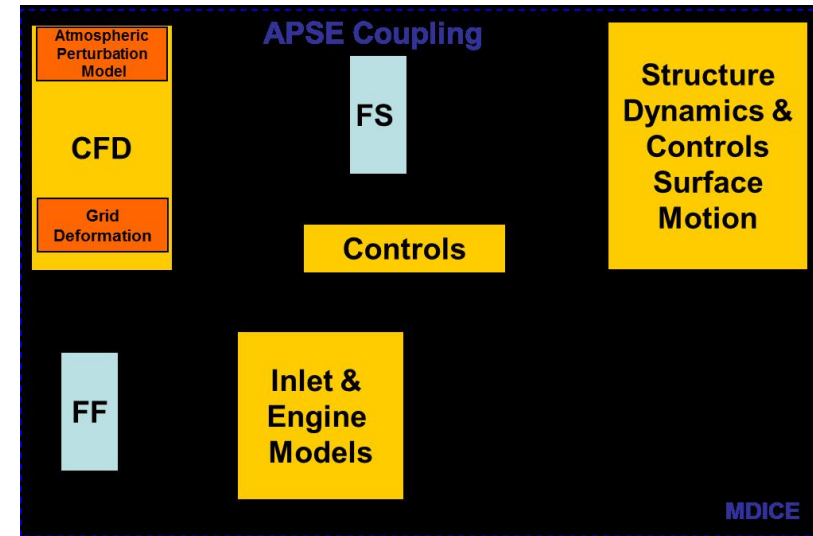 APSE Coupling
Atmospheric
Perturbation
Model
CFD
Grid
Deformation
FS
Structure
Dynamics &
Controls
Surface
Motion
Controls
FF
Inlet &
Engine
Models
MDICE